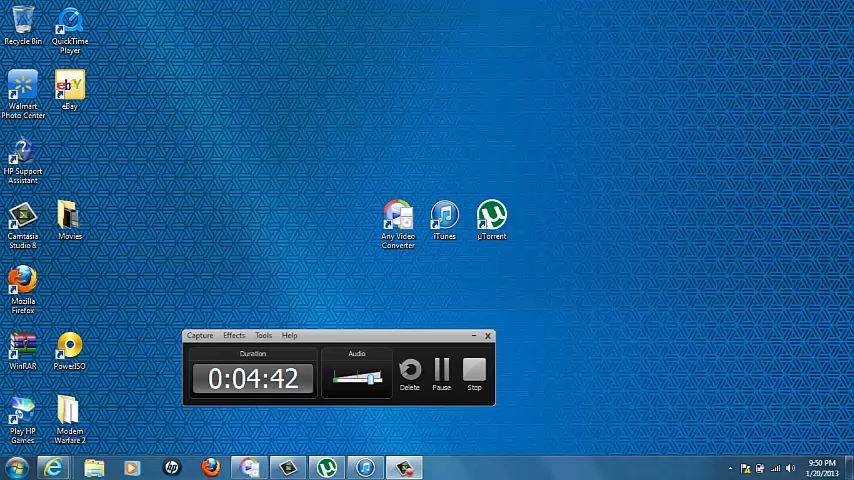 Recycle Bin
QuickTime
Player
Walmart
Photo Center
ebY
eBay
HP Support
Assistant
Camtasia
Studio 8
Movies
Any Video
Converter
iTunes
µTorrent
Mozilla
Firefox
Capture Effects Tools Help
Duration
Audio
0:04:42
Delete
Pause
Stop
WinRAR
PowerISO
Play HP
Games
Modern
Warfare 2
hp
9:50 PM
1/20/2013